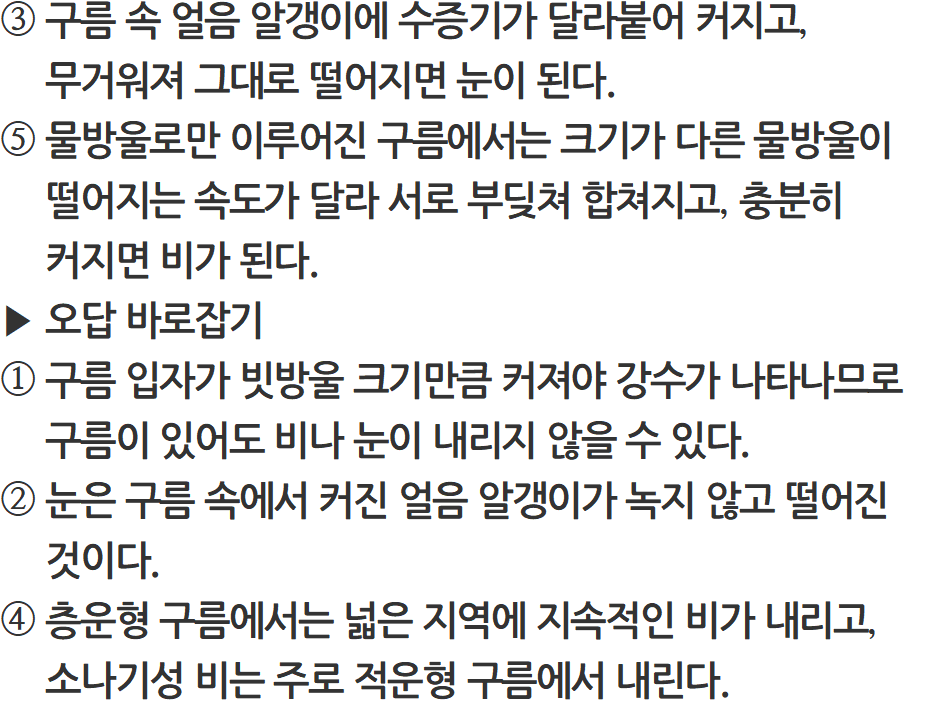 ③ 구름 속 얼음 알갱이에 수증기가 달라붙어 커지고,
무거워져 그대로 떨어지면 눈이 된다.
⑤ 물방울로만 이루어진 구름에서는 크기가 다른 물방울이
떨어지는 속도가 달라 서로 부딪쳐 합쳐지고, 충분히
커지면 비가 된다.
▶ 오답 바로잡기
① 구름 입자가 빗방울 크기만큼 커져야 강수가 나타나므로
구름이 있어도 비나 눈이 내리지 않을 수 있다.
② 눈은 구름 속에서 커진 얼음 알갱이가 녹지 않고 떨어진
것이다.
④ 층운형 구름에서는 넓은 지역에 지속적인 비가 내리고,
소나기성 비는 주로 적운형 구름에서 내린다.